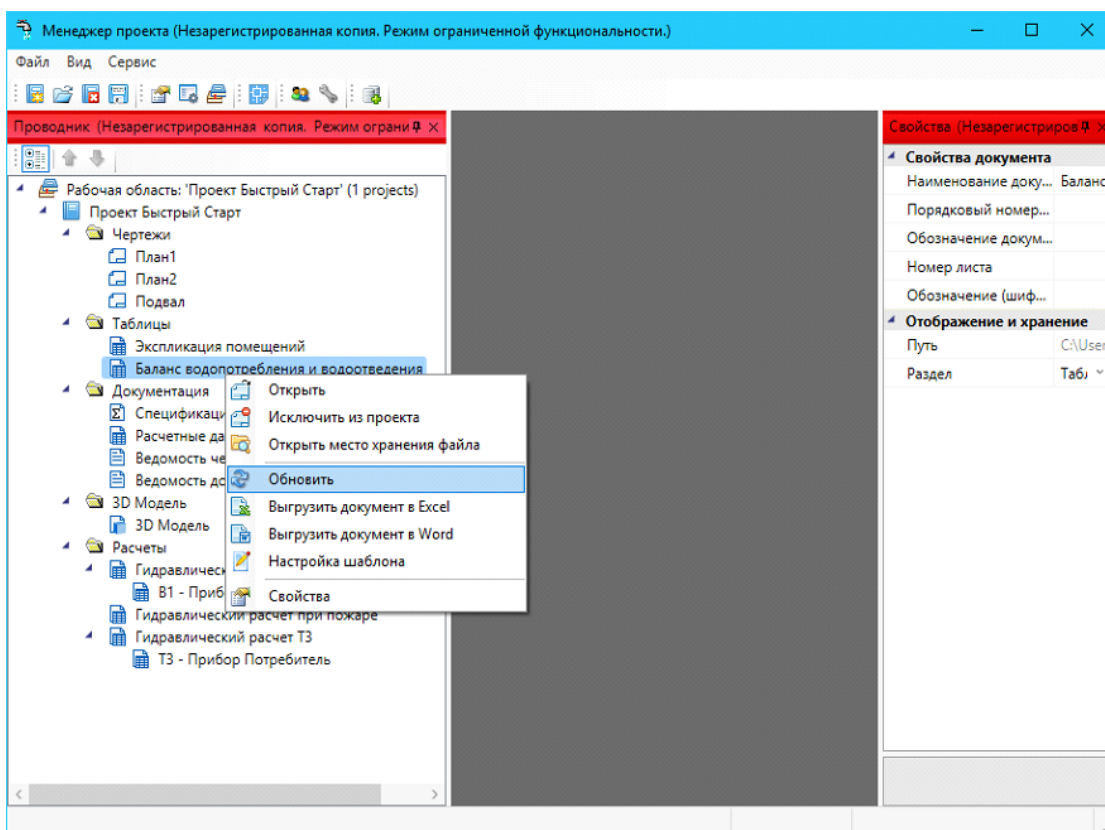 Менеджер проекта (Незарегистрированная копия. Режим ограниченной функциональности.)
Файл Вид Сервис
Проводник (Незарегистрированная копия. Режим ограни
Рабочая область: 'Проект Быстрый Старт' (1 projects)
Проект Быстрый Старт
Чертежи
План1
План2
Подвал
Таблицы
Экспликация помещений
Баланс водопотребления и водоотведения
Документация
Спецификаци
Расчетные да
Ведомость че
Ведомость до
3D Модель
3D Модель
Расчеты
Гидравлическ
В1 - Приб
Гидравлический расчет при пожаре
Гидравлический расчет Т3
Т3 - Прибор Потребитель
Открыть
Исключить из проекта
Открыть место хранения файла
Обновить
Выгрузить документ в Excel
Выгрузить документ в Word
Настройка шаблона
Свойства
Свойства (Незарегистриров
Свойства документа
Наименование доку... Баланс
Порядковый номер...
Обозначение докум...
Номер листа
Обозначение (шиф...
Отображение и хранение
Путь C:\User
Раздел Табл